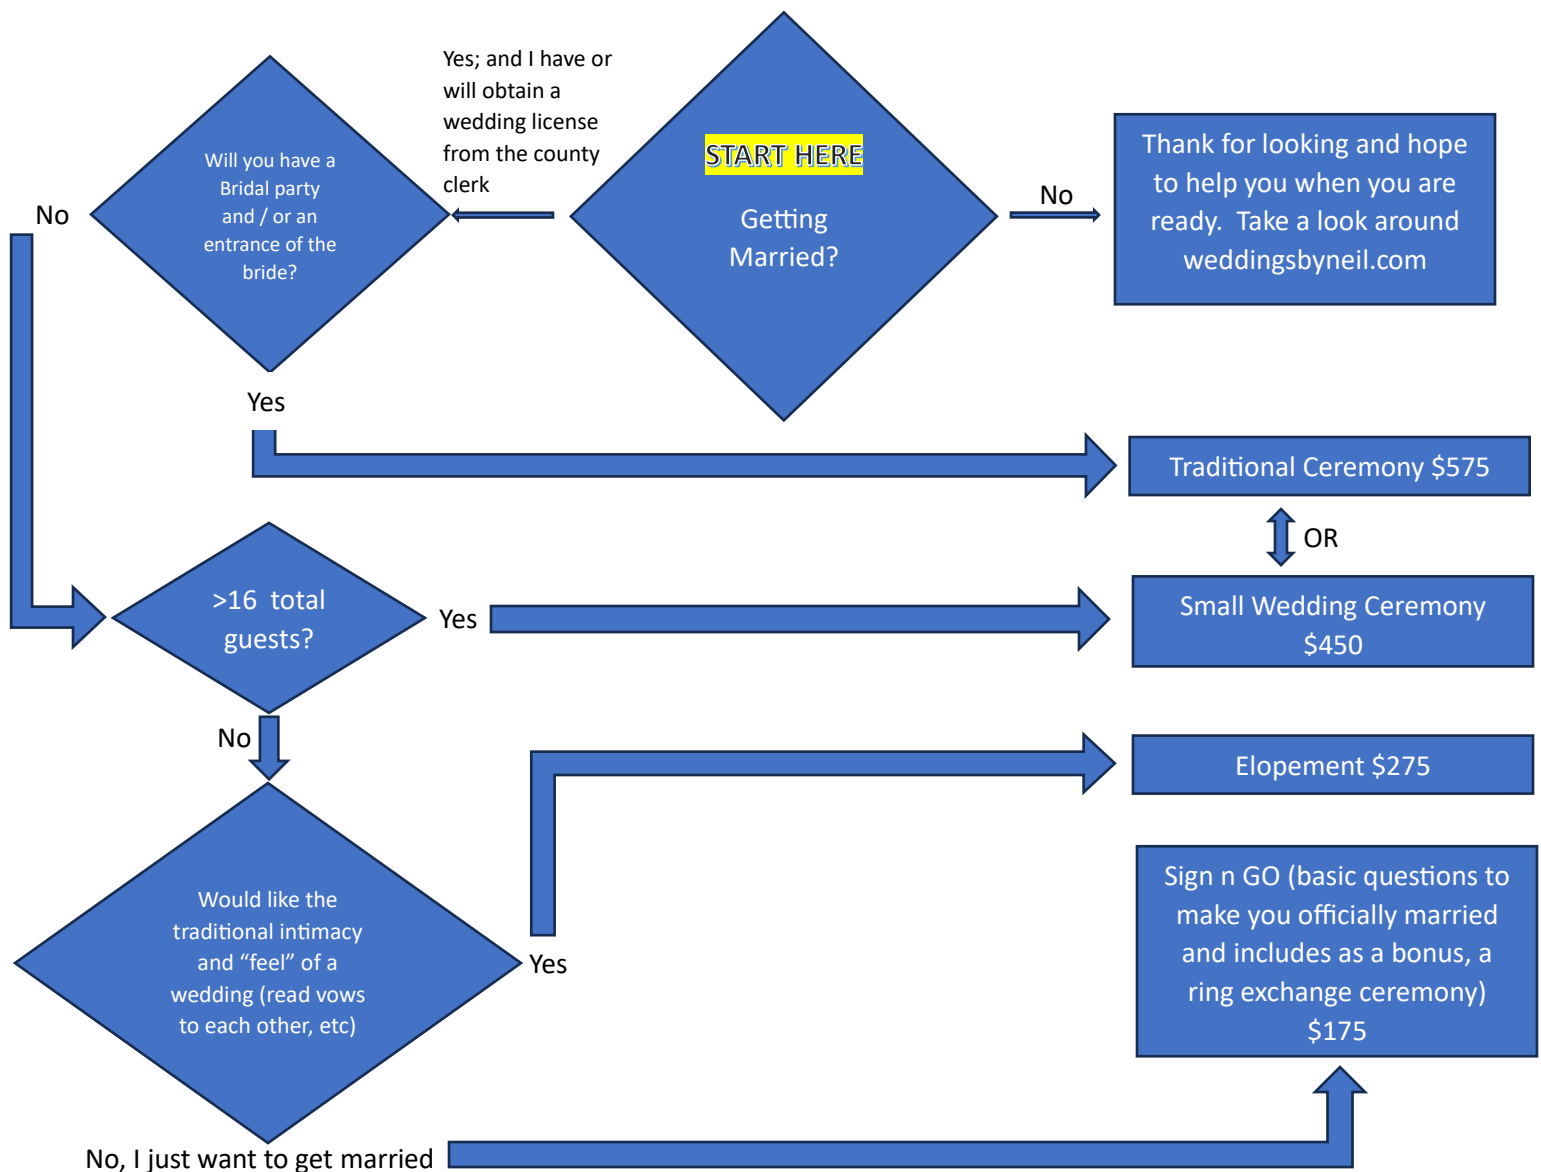 START HERE
Getting
Married?
Yes; and I have or
will obtain a
wedding license
from the county
clerk
No
Thank for looking and hope
to help you when you are
ready.  Take a look around
weddingsbyneil.com
Will you have a
Bridal party
and / or an
entrance of the
bride?
No
Yes
Traditional Ceremony $575
OR
>16  total
guests?
Yes
Small Wedding Ceremony
$450
No
Elopement $275
Would like the
traditional intimacy
and “feel” of a
wedding (read vows
to each other, etc)
Yes
Sign n GO (basic questions to
make you officially married
and includes as a bonus, a
ring exchange ceremony)
$175
No, I just want to get married